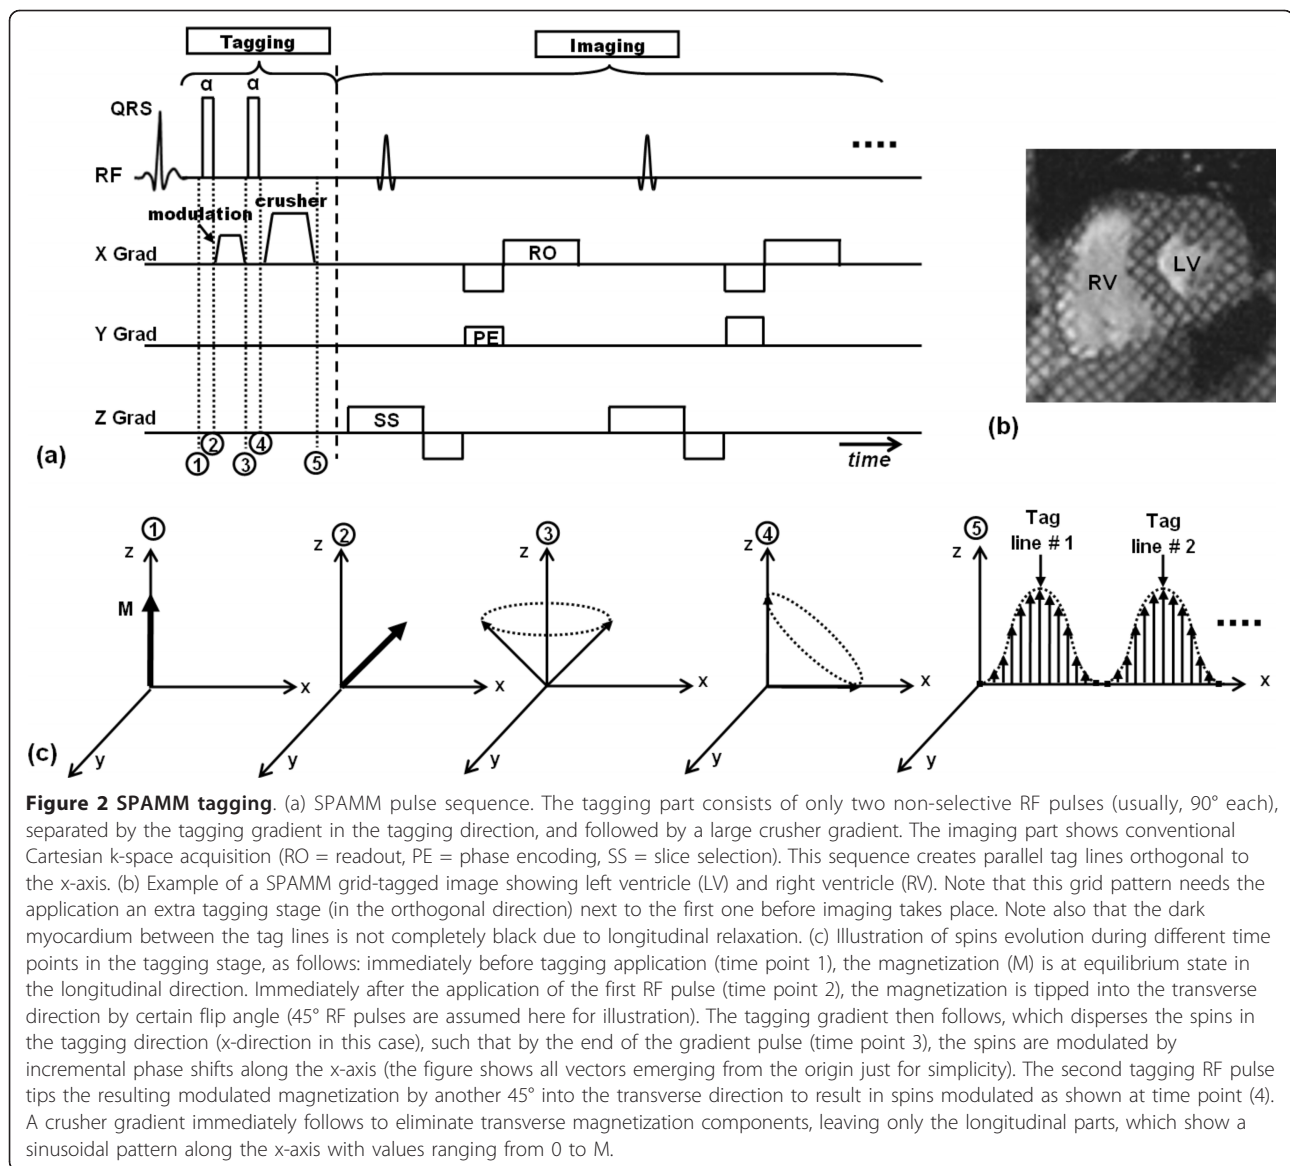 Tagging
Imaging
α
α
QRS
RF
modulation
crusher
X Grad
RO
Y Grad
PE
Z Grad
SS
1
2
3
4
5
time
(a)
RV
LV
(b)
1
z
M
x
y
2
z
x
y
3
z
x
y
4
z
x
y
5
z
Tag
line # 1
Tag
line # 2
x
y
(c)
Figure 2 SPAMM tagging. (a) SPAMM pulse sequence. The tagging part consists of only two non-selective RF pulses (usually, 90° each),
separated by the tagging gradient in the tagging direction, and followed by a large crusher gradient. The imaging part shows conventional
Cartesian k-space acquisition (RO = readout, PE = phase encoding, SS = slice selection). This sequence creates parallel tag lines orthogonal to
the x-axis. (b) Example of a SPAMM grid-tagged image showing left ventricle (LV) and right ventricle (RV). Note that this grid pattern needs the
application an extra tagging stage (in the orthogonal direction) next to the first one before imaging takes place. Note also that the dark
myocardium between the tag lines is not completely black due to longitudinal relaxation. (c) Illustration of spins evolution during different time
points in the tagging stage, as follows: immediately before tagging application (time point 1), the magnetization (M) is at equilibrium state in
the longitudinal direction. Immediately after the application of the first RF pulse (time point 2), the magnetization is tipped into the transverse
direction by certain flip angle (45° RF pulses are assumed here for illustration). The tagging gradient then follows, which disperses the spins in
the tagging direction (x-direction in this case), such that by the end of the gradient pulse (time point 3), the spins are modulated by
incremental phase shifts along the x-axis (the figure shows all vectors emerging from the origin just for simplicity). The second tagging RF pulse
tips the resulting modulated magnetization by another 45° into the transverse direction to result in spins modulated as shown at time point (4).
A crusher gradient immediately follows to eliminate transverse magnetization components, leaving only the longitudinal parts, which show a
sinusoidal pattern along the x-axis with values ranging from 0 to M.